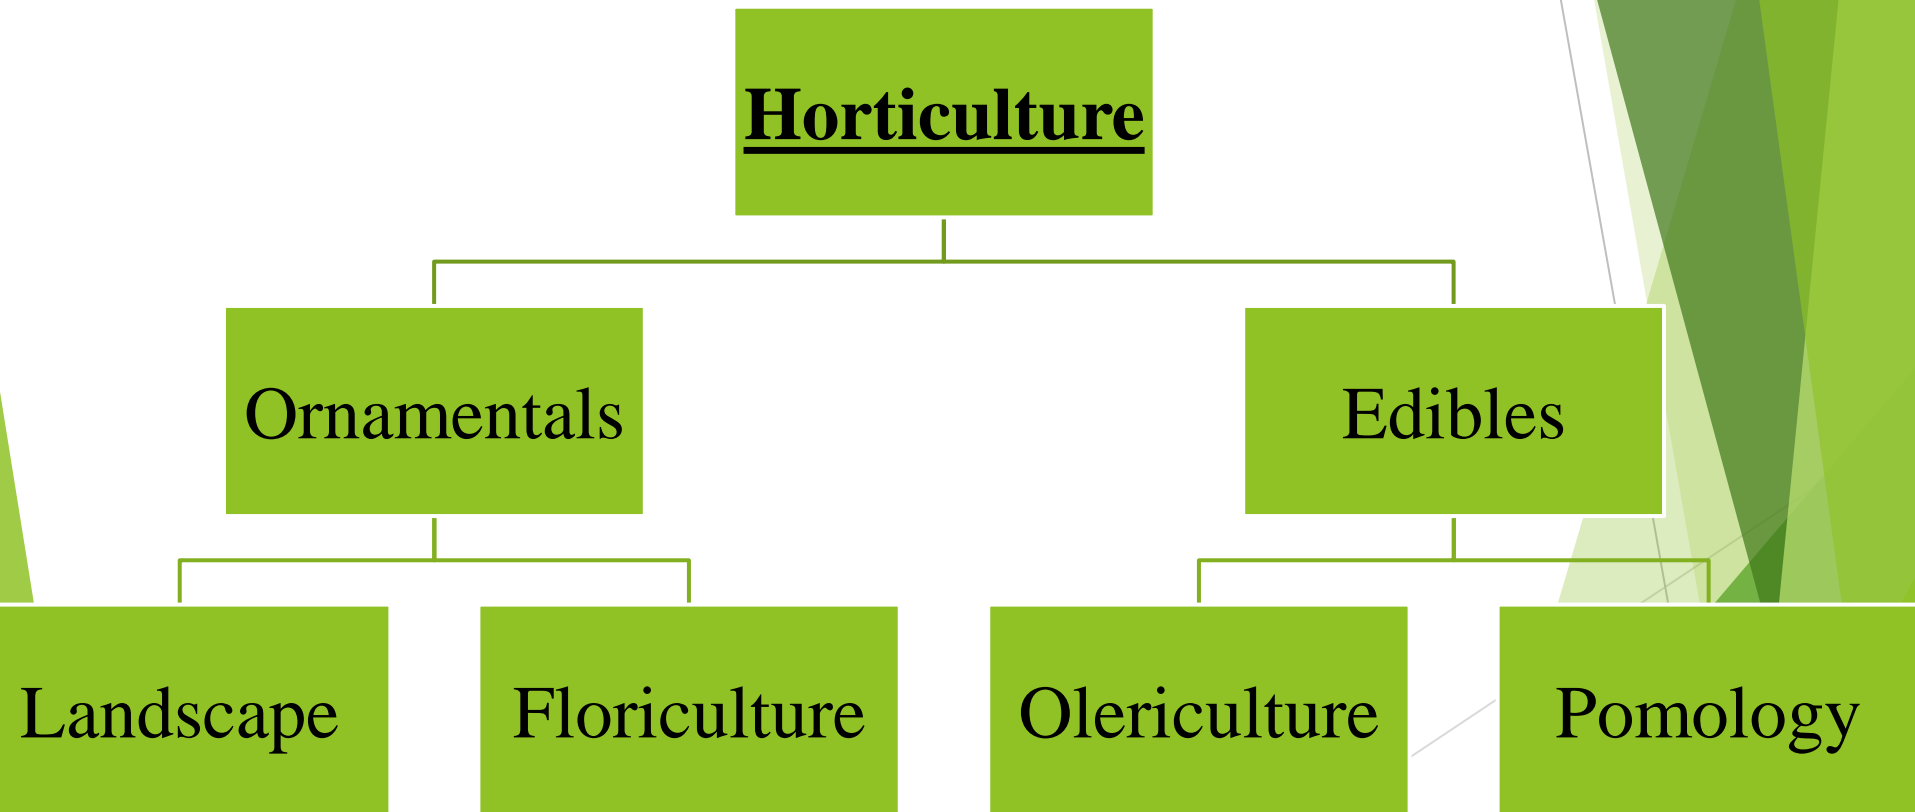 Horticulture
Ornamentals
Edibles
Landscape
Floriculture
Olericulture
Pomology